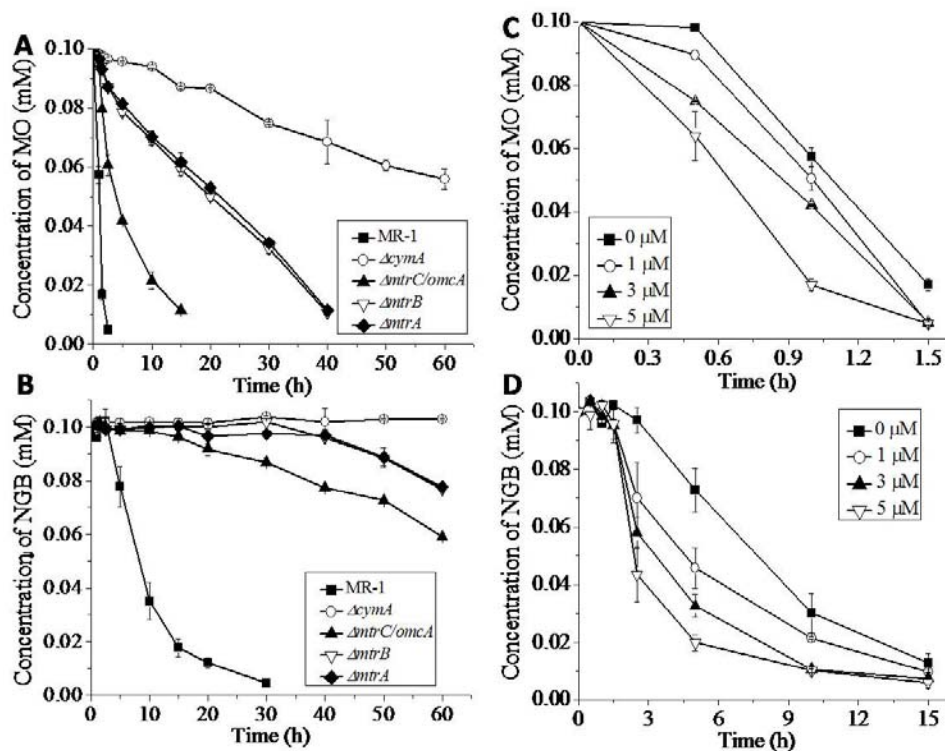 A
Concentration of MO (mM)
0.10
0.08
0.06
0.04
0.02
0.00
MR-1
ΔcymA
ΔmtrC/omcA
ΔmtrB
ΔmtrA
0 10 20 30 40 50 60
Time (h)
C
Concentration of MO (mM)
0.10
0.08
0.06
0.04
0.02
0.00
0 μM
1 μM
3 μM
5 μM
0.0 0.3 0.6 0.9 1.2 1.5
Time (h)
B
Concentration of NGB (mM)
0.10
0.08
0.06
0.04
0.02
0.00
MR-1
ΔcymA
ΔmtrC/omcA
ΔmtrB
ΔmtrA
0 10 20 30 40 50 60
Time (h)
D
Concentration of NGB (mM)
0.10
0.08
0.06
0.04
0.02
0.00
0 μM
1 μM
3 μM
5 μM
0 3 6 9 12 15
Time (h)